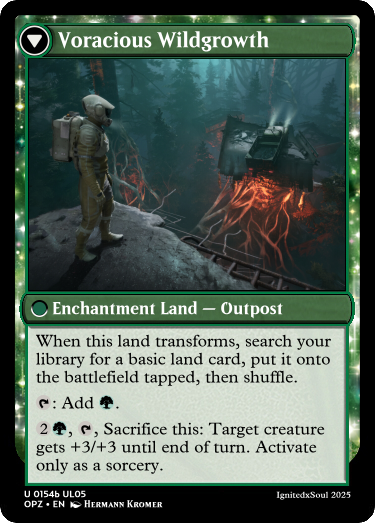 Voracious Wildgrowth
Enchantment Land — Outpost
When this land transforms, search your
library for a basic land card, put it onto
the battlefield tapped, then shuffle.
: Add .
2 , , Sacrifice this: Target creature
gets +3/+3 until end of turn. Activate
only as a sorcery.
U 0154b UL05
OPZ • EN Hermann Kromer
IgnitedxSoul 2025